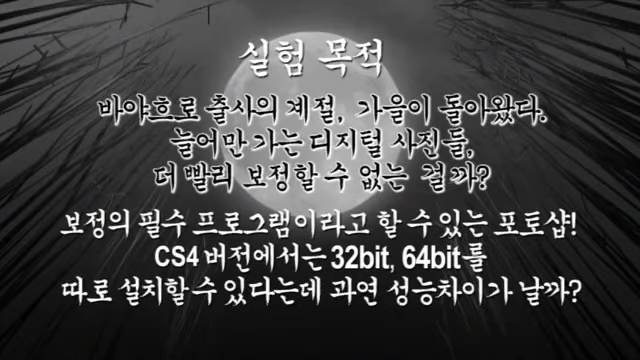 실험 목적
바야흐로 출사의 계절, 가을이 돌아왔다.
늘어만 가는 디지털 사진들,
더 빨리 보정할 수 없는 걸까?
보정의 필수 프로그램이라고 할 수 있는 포토샵!
CS4 버전에서는 32bit, 64bit를
따로 설치할 수 있다는데 과연 성능차이가 날까?